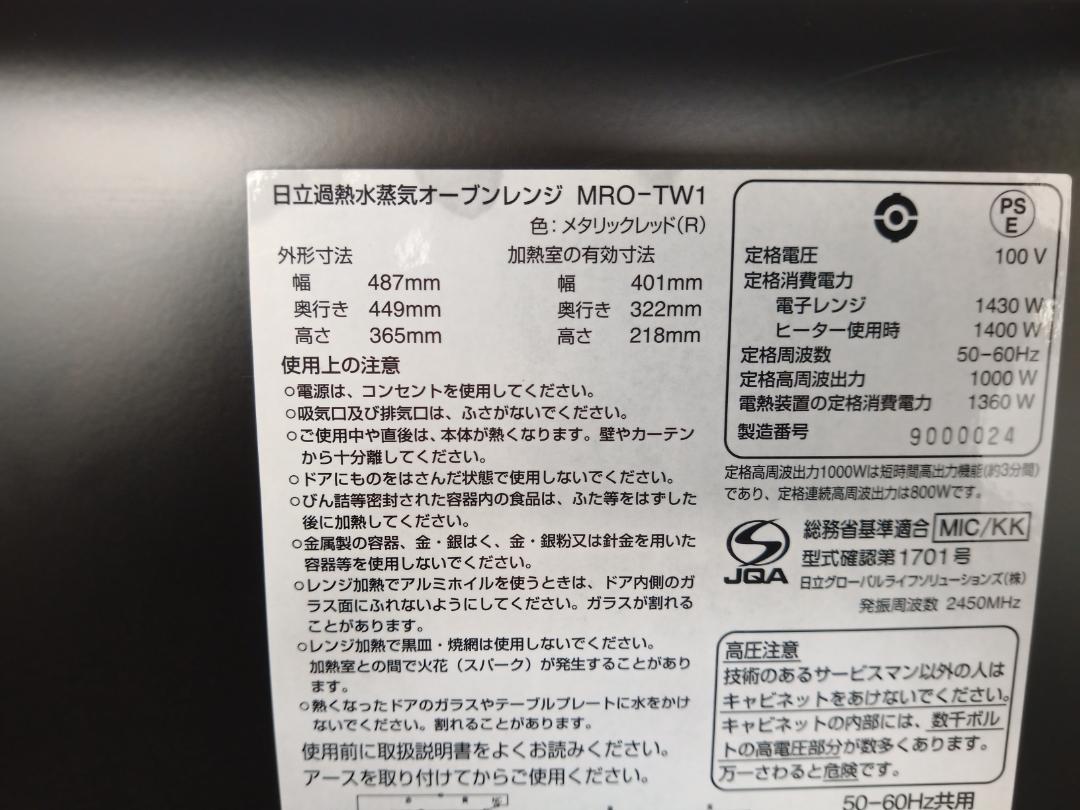 日立過熱水蒸気オーブンレンジ MRO-TW1
色：メタリックレッド(R)
外形寸法
幅 487mm
奥行き 449mm
高さ 365mm
加熱室の有効寸法
幅 401mm
奥行き 322mm
高さ 218mm
使用上の注意
○電源は、コンセントを使用してください。
○吸気口及び排気口は、ふさがないでください。
○ご使用中や直後は、本体が熱くなります。壁やカーテン
から十分離してください。
○ドアにものをはさんだ状態で使用しないでください。
○びん詰等密封された容器内の食品は、ふた等をはずした
後に加熱してください。
○金属製の容器、金・銀はく、金・銀粉又は針金を用いた
容器等を使用しないでください。
○レンジ加熱でアルミホイルを使うときは、ドア内側のガ
ラス面にふれないようにしてください。ガラスが割れる
ことがあります。
○レンジ加熱で黒皿・焼網は使用しないでください。
加熱室との間で火花（スパーク）が発生することがあり
ます。
○熱くなったドアのガラスやテーブルプレートに水をかけ
ないでください。割れることがあります。
使用前に取扱説明書をよくお読みください。
アースを取り付けてからご使用ください。
PS
E
定格電圧 100 V
定格消費電力
電子レンジ 1430 W
ヒーター使用時 1400 W
定格周波数 50-60Hz
定格高周波出力 1000 W
電熱装置の定格消費電力 1360 W
製造番号 9000024
定格高周波出力1000Wは短時間高出力機能(約3分間)
であり、定格連続高周波出力は800Wです。
JQA
総務省基準適合 MIC/KK
型式確認第1701号
日立グローバルライフソリューションズ(株)
発振周波数 2450MHz
高圧注意
技術のあるサービスマン以外の人は
キャビネットをあけないでください。
キャビネットの内部には、数千ボル
トの高電圧部分が数多くあります。
万一さわると危険です。
50-60Hz共用